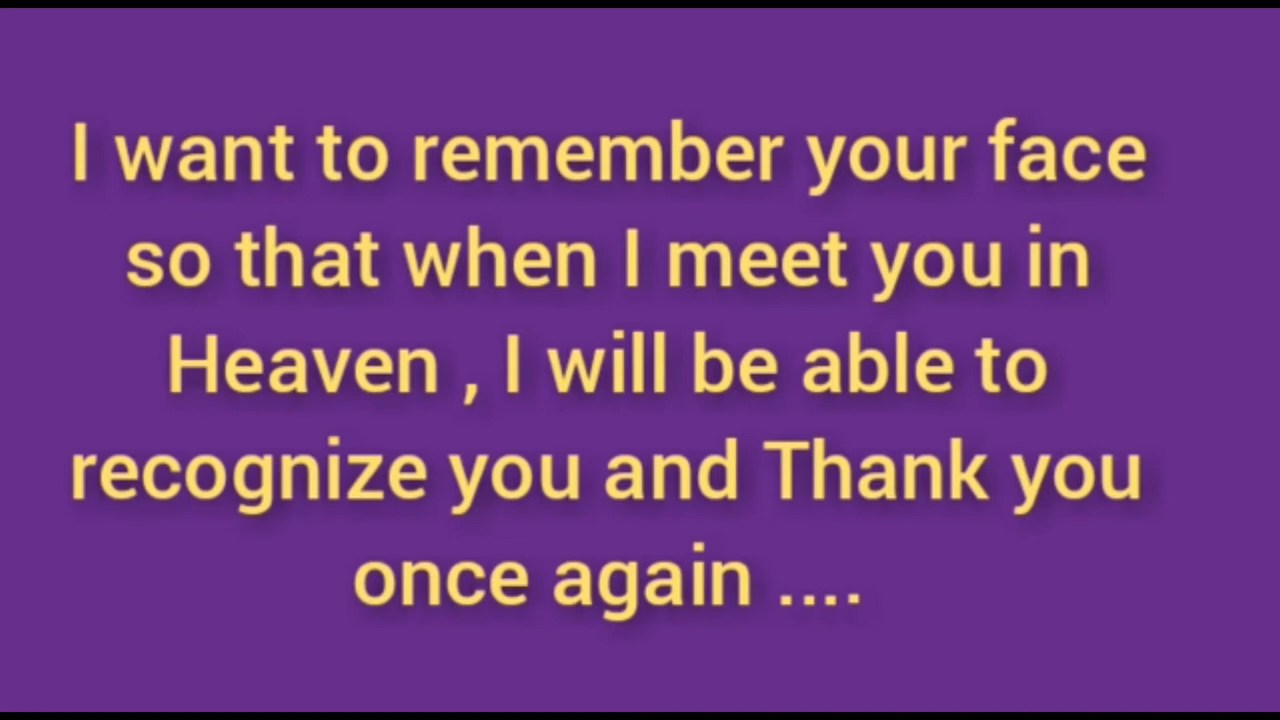 I want to remember your face
so that when I meet you in
Heaven , I will be able to
recognize you and Thank you
once again ....